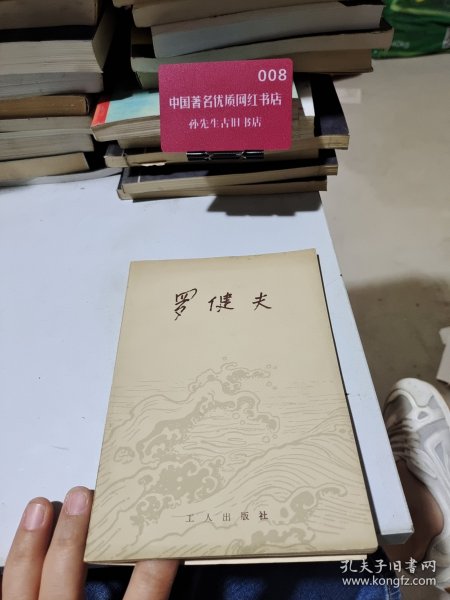 008
中国著名优质网红书店
孙先生古旧书店
罗健夫
工人出版社
孔夫子旧书网
www.kongfz.com